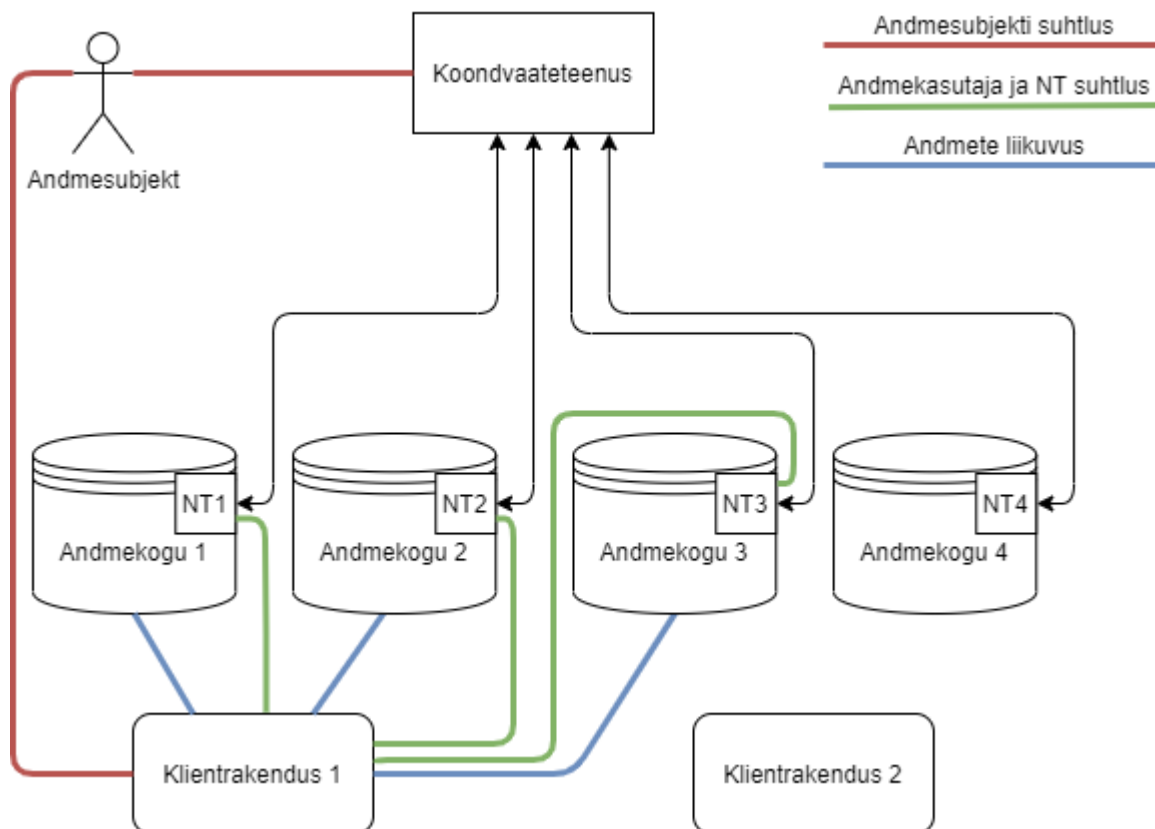 Andmesubjekti suhtlus
Koondvaateteenus
Andmekasutaja ja NT suhtlus
Andmete liikuvus
Andmesubjekt
NT1
NT2
NT3
NT4
Andmekogu 1
Andmekogu 2
Andmekogu 3
Andmekogu 4
Klientrakendus 1
Klientrakendus 2